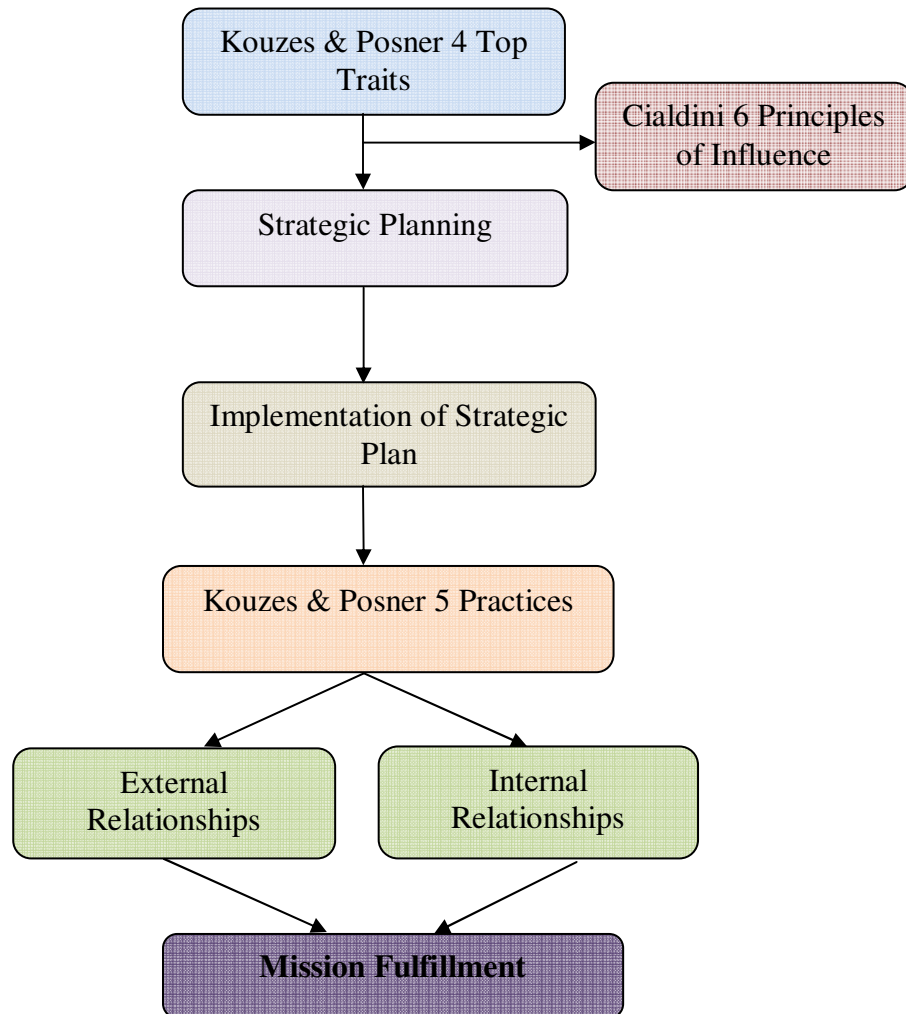 Kouzes & Posner 4 Top
Traits
Cialdini 6 Principles
of Influence
Strategic Planning
Implementation of Strategic
Plan
Kouzes & Posner 5 Practices
External
Relationships
Internal
Relationships
Mission Fulfillment